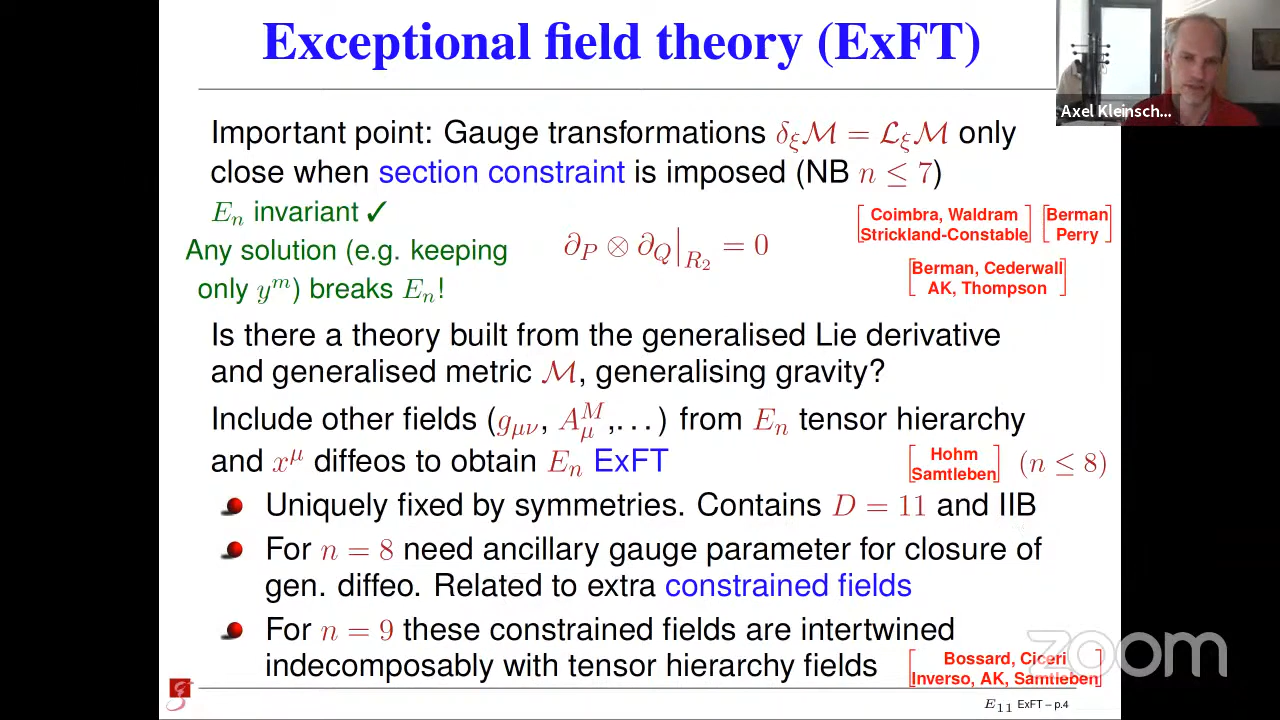 Exceptional field theory (ExFT)
Axel Kleinsch...
Important point: Gauge transformations δ_ξ ℳ = ℒ_ξ ℳ only
close when section constraint is imposed (NB n ≤ 7)
E_n invariant ✓
Any solution (e.g. keeping
only y^m) breaks E_n!
∂_P ⊗ ∂_Q|_{R_2} = 0
[Coimbra, Waldram
Strickland-Constable]
[Berman
Perry]
[Berman, Cederwall
AK, Thompson]
Is there a theory built from the generalised Lie derivative
and generalised metric ℳ, generalising gravity?
Include other fields (g_{μν}, A_μ^M,...) from E_n tensor hierarchy
and x^μ diffeos to obtain E_n ExFT
[Hohm
Samtleben] (n ≤ 8)
Uniquely fixed by symmetries. Contains D = 11 and IIB
For n = 8 need ancillary gauge parameter for closure of
gen. diffeo. Related to extra constrained fields
For n = 9 these constrained fields are intertwined
indecomposably with tensor hierarchy fields
[Bossard, Ciceri
Inverso, AK, Samtleben]
zoom
E_{11} ExFT – p.4